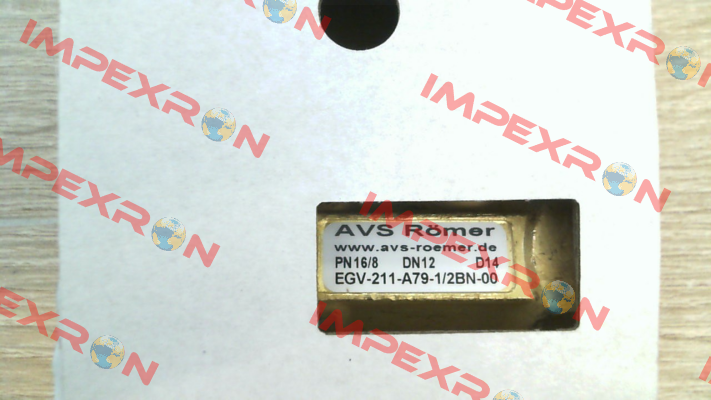 AVS Römer
www.avs-roemer.de
PN16/8 DN12 D14
EGV-211-A79-1/2BN-00
IMPEXRON
IMPEXRON
IMPEXRON
IMPEXRON
IMPEXRON
IMPEXRON